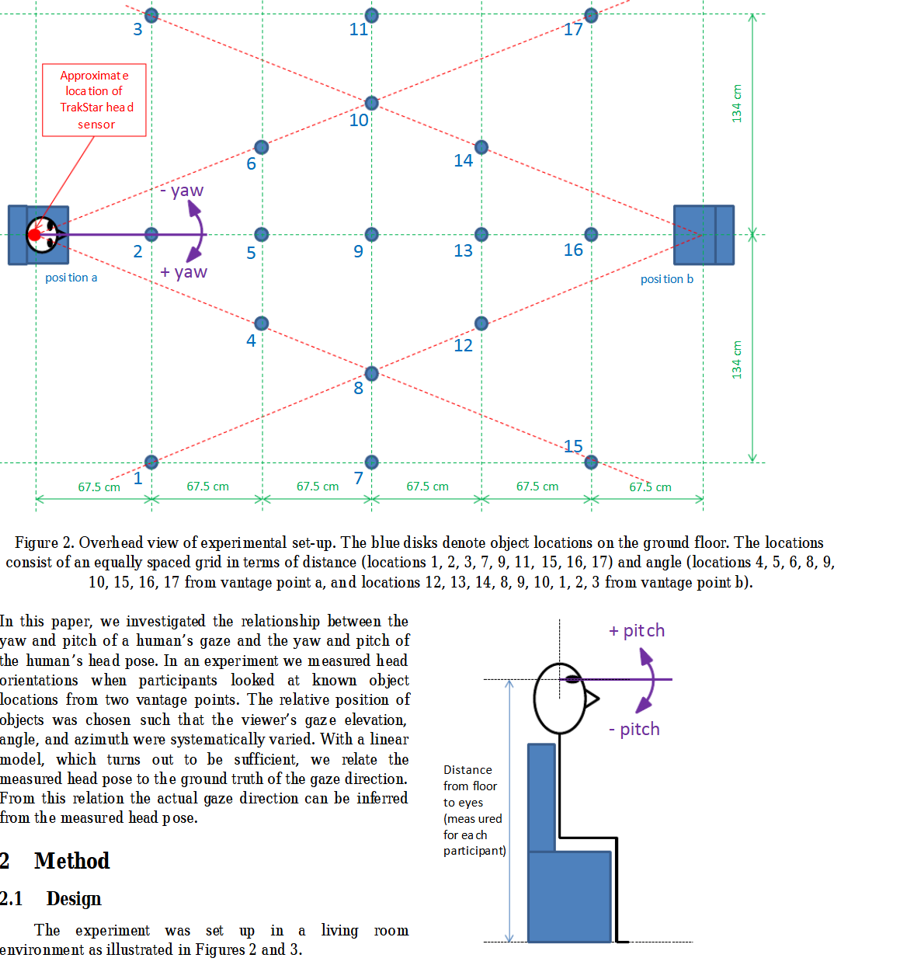 3
11
17
Approximate
location of
TrakStar head
sensor
134 cm
10
6
14
- yaw
2
5
9
13
16
+ yaw
position a
position b
4
12
134 cm
8
15
1
7
67.5 cm
67.5 cm
67.5 cm
67.5 cm
67.5 cm
67.5 cm
Figure 2. Overhead view of experimental set-up. The blue disks denote object locations on the ground floor. The locations
consist of an equally spaced grid in terms of distance (locations 1, 2, 3, 7, 9, 11, 15, 16, 17) and angle (locations 4, 5, 6, 8, 9,
10, 15, 16, 17 from vantage point a, and locations 12, 13, 14, 8, 9, 10, 1, 2, 3 from vantage point b).
In this paper, we investigated the relationship between the
yaw and pitch of a human's gaze and the yaw and pitch of
the human's head pose. In an experiment we measured head
orientations when participants looked at known object
locations from two vantage points. The relative position of
objects was chosen such that the viewer's gaze elevation,
angle, and azimuth were systematically varied. With a linear
model, which turns out to be sufficient, we relate the
measured head pose to the ground truth of the gaze direction.
From this relation the actual gaze direction can be inferred
from the measured head pose.
2 Method
2.1 Design
The experiment was set up in a living room
environment as illustrated in Figures 2 and 3.
+ pitch
- pitch
Distance
from floor
to eyes
(measured
for each
participant)